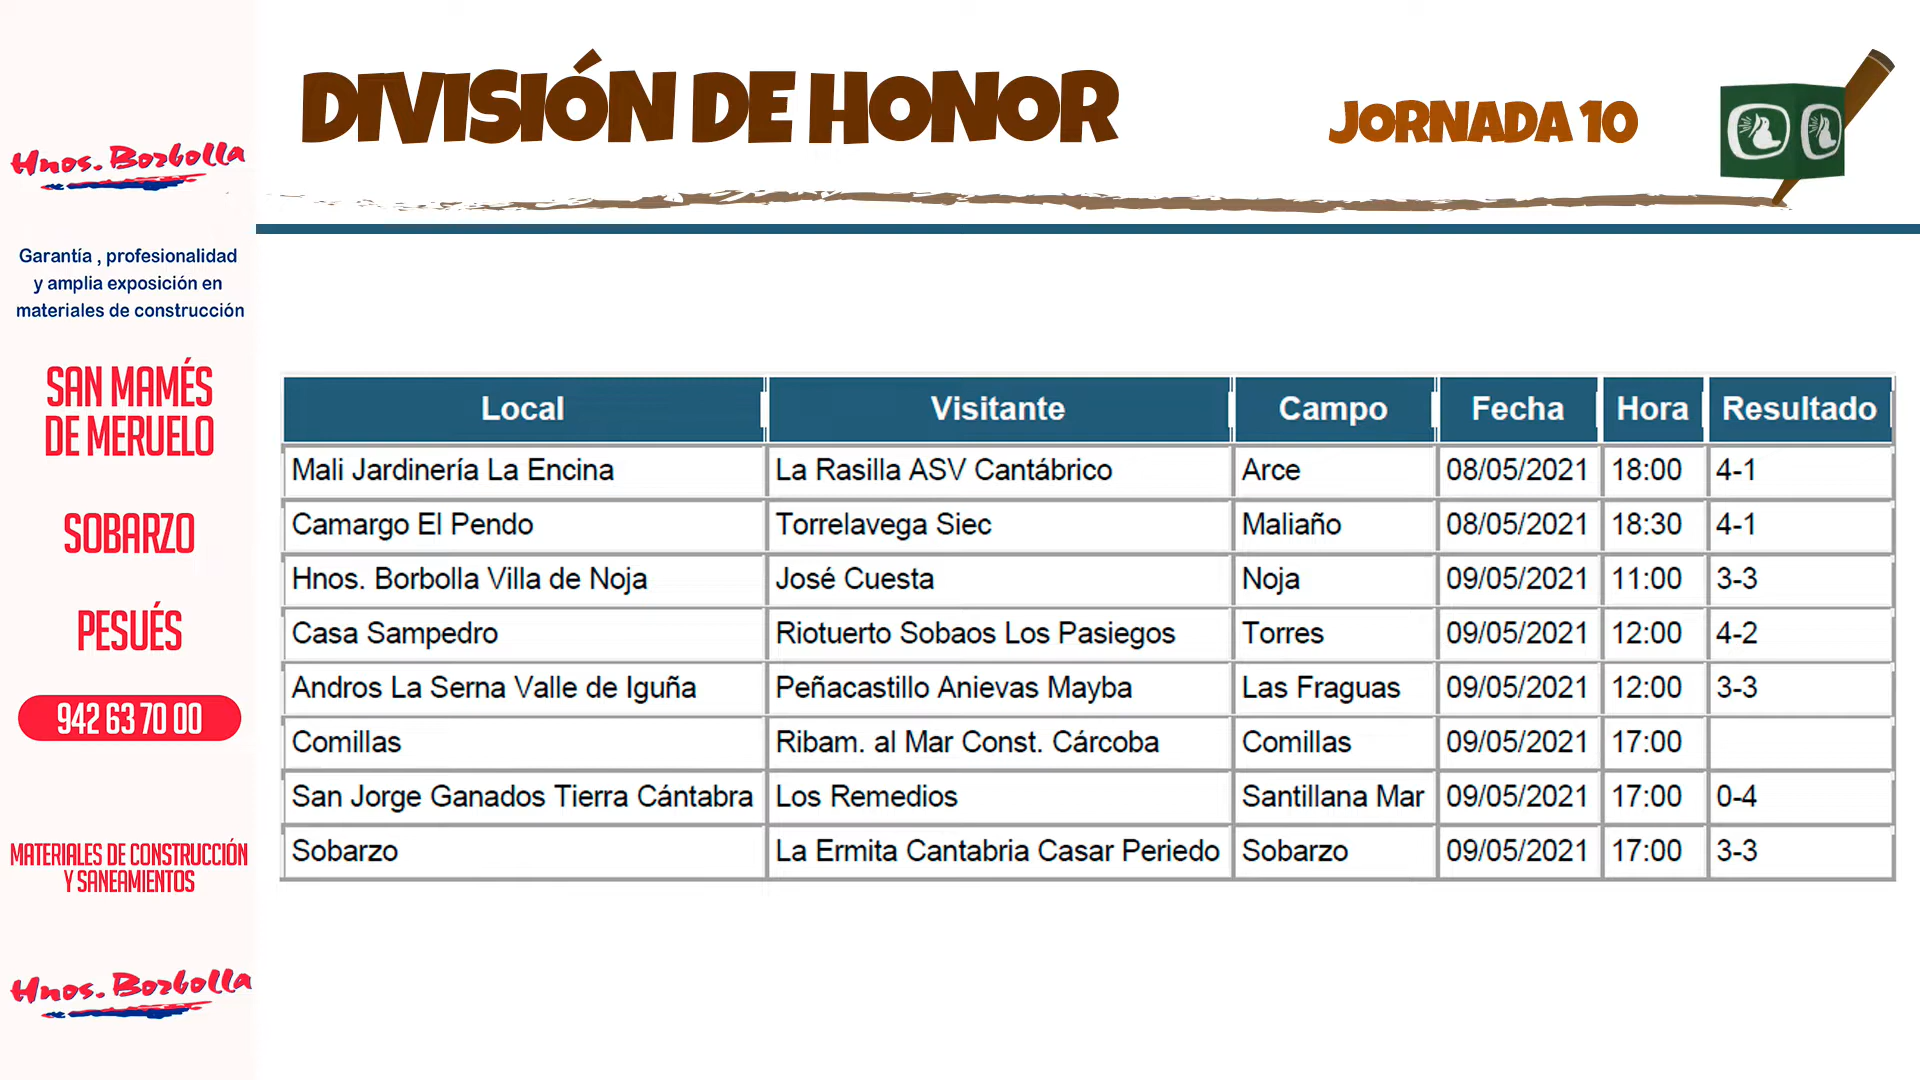 DIVISIÓN DE HONOR
JORNADA 10
Hnos. Borbolla
Garantía , profesionalidad
y amplia exposición en
materiales de construcción
SAN MAMÉS
DE MERUELO
SOBARZO
PESUÉS
942 63 70 00
MATERIALES DE CONSTRUCCIÓN
Y SANEAMIENTOS
Hnos. Borbolla
Local Visitante Campo Fecha Hora Resultado
Mali Jardinería La Encina La Rasilla ASV Cantábrico Arce 08/05/2021 18:00 4-1
Camargo El Pendo Torrelavega Siec Maliaño 08/05/2021 18:30 4-1
Hnos. Borbolla Villa de Noja José Cuesta Noja 09/05/2021 11:00 3-3
Casa Sampedro Riotuerto Sobaos Los Pasiegos Torres 09/05/2021 12:00 4-2
Andros La Serna Valle de Iguña Peñacastillo Anievas Mayba Las Fraguas 09/05/2021 12:00 3-3
Comillas Ribam. al Mar Const. Cárcoba Comillas 09/05/2021 17:00
San Jorge Ganados Tierra Cántabra Los Remedios Santillana Mar 09/05/2021 17:00 0-4
Sobarzo La Ermita Cantabria Casar Periedo Sobarzo 09/05/2021 17:00 3-3